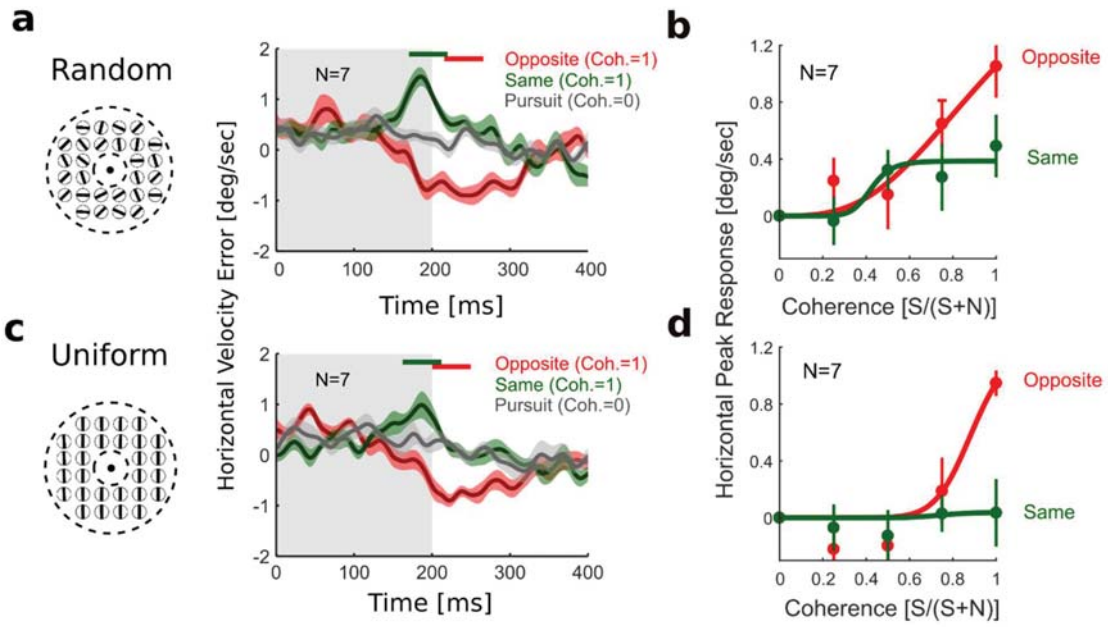 a
Random
2
1
0
-1
-2
N=7
Opposite (Coh.=1)
Same (Coh.=1)
Pursuit (Coh.=0)
0
100
200
300
400
Time [ms]
Horizontal Velocity Error [deg/sec]
b
1.2
0.8
0.4
0
N=7
Opposite
Same
0
0.2
0.4
0.6
0.8
1
Coherence [S/(S+N)]
Horizontal Peak Response [deg/sec]
c
Uniform
2
1
0
-1
-2
N=7
Opposite (Coh.=1)
Same (Coh.=1)
Pursuit (Coh.=0)
0
100
200
300
400
Time [ms]
d
1.2
0.8
0.4
0
N=7
Opposite
Same
0
0.2
0.4
0.6
0.8
1
Coherence [S/(S+N)]